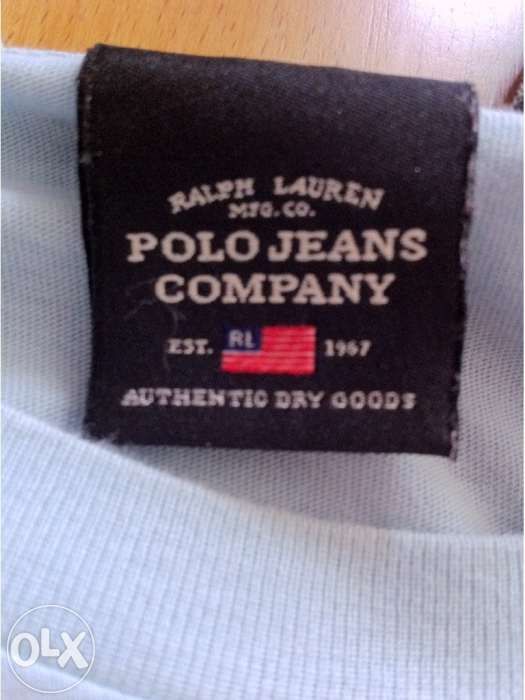 RALPH LAUREN
MFG. CO.
POLO JEANS
COMPANY
EST. RL 1967
AUTHENTIC DRY GOODS
OLX